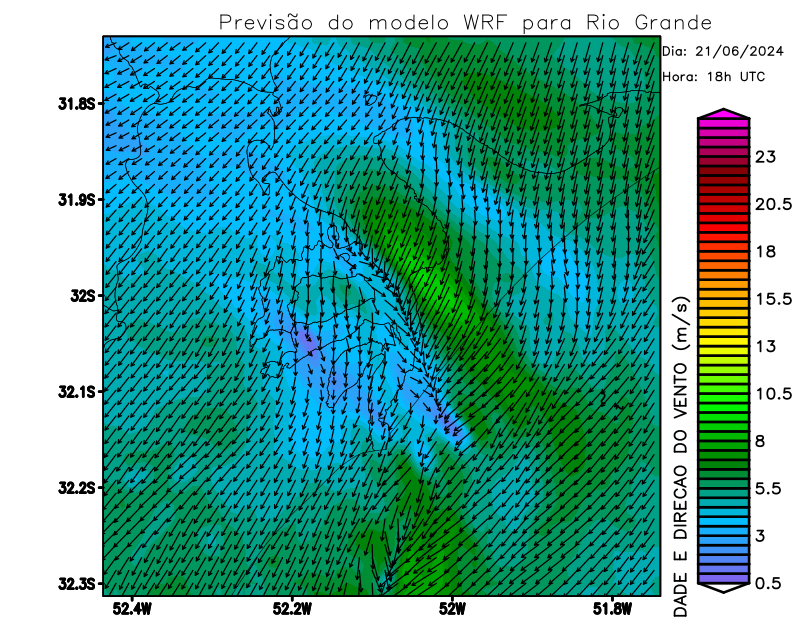 Previsão do modelo WRF para Rio Grande
Dia: 21/06/2024
Hora: 18h UTC
31.8S
31.9S
32S
32.1S
32.2S
32.3S
52.4W
52.2W
52W
51.8W
23
20.5
18
15.5
13
10.5
8
5.5
3
0.5
DADE E DIRECAO DO VENTO (m/s)